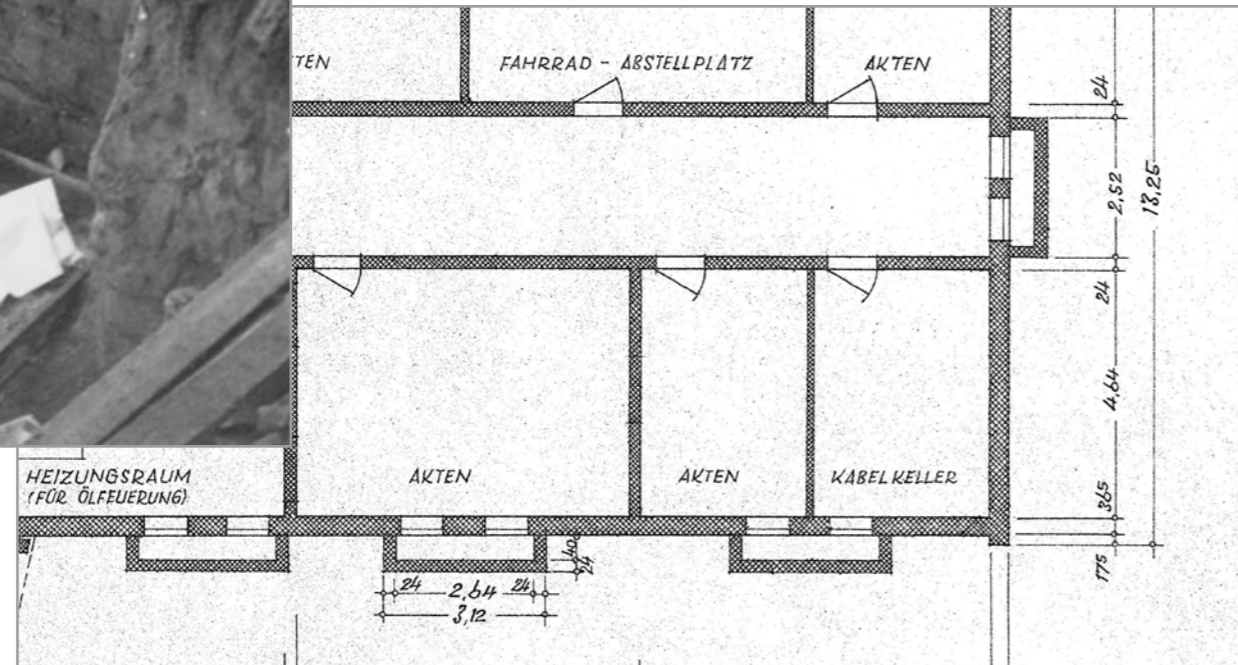 TEN
FAHRRAD - ABSTELLPLATZ
AKTEN
24
2,52
13,25
24
4,64
365
175
HEIZUNGSRAUM
(FÜR ÖLFEUERUNG)
AKTEN
AKTEN
KABELKELLER
40
24
24 2,64 24
3,12